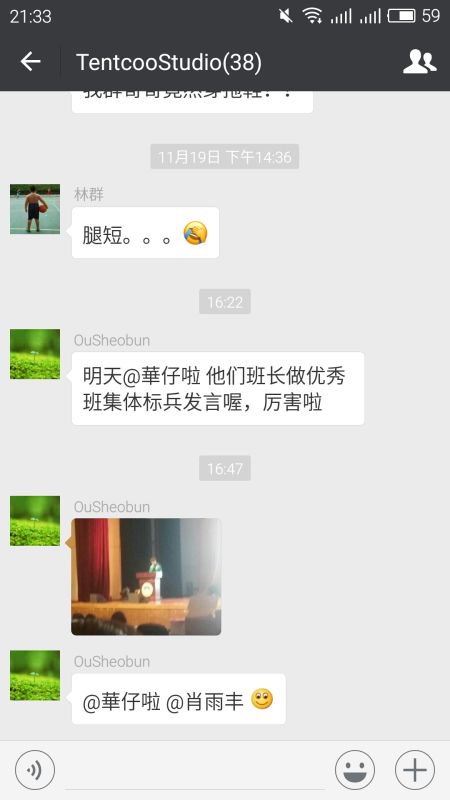 21:33
59
TentcooStudio(38)
11月19日 下午14:36
林群
腿短。。。
16:22
OuSheobun
明天@華仔啦 他们班长做优秀
班集体标兵发言喔，厉害啦
16:47
OuSheobun
OuSheobun
@華仔啦 @肖雨丰